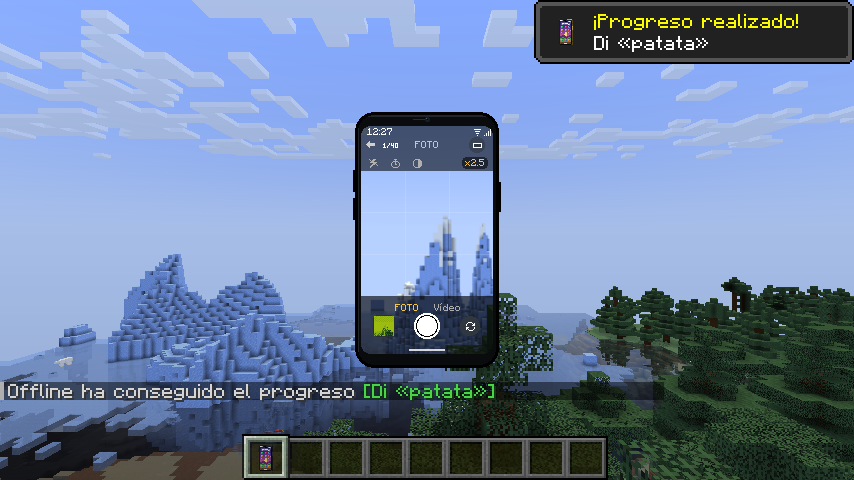 ¡Progreso realizado!
Di «patata»
12:27
1/40 FOTO
x2.5
FOTO Vídeo
Offline ha conseguido el progreso [Di «patata»]